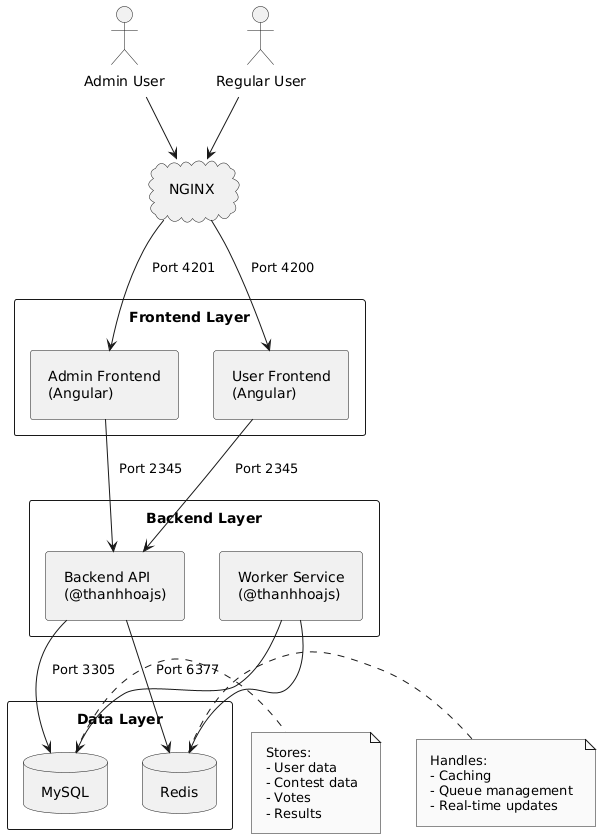 Admin User
Regular User
NGINX
Port 4201
Port 4200
Frontend Layer
Admin Frontend
(Angular)
User Frontend
(Angular)
Port 2345
Port 2345
Backend Layer
Backend API
(@thanhhoajs)
Worker Service
(@thanhhoajs)
Port 3305
Port 6377
Data Layer
MySQL
Redis
Stores:
- User data
- Contest data
- Votes
- Results
Handles:
- Caching
- Queue management
- Real-time updates